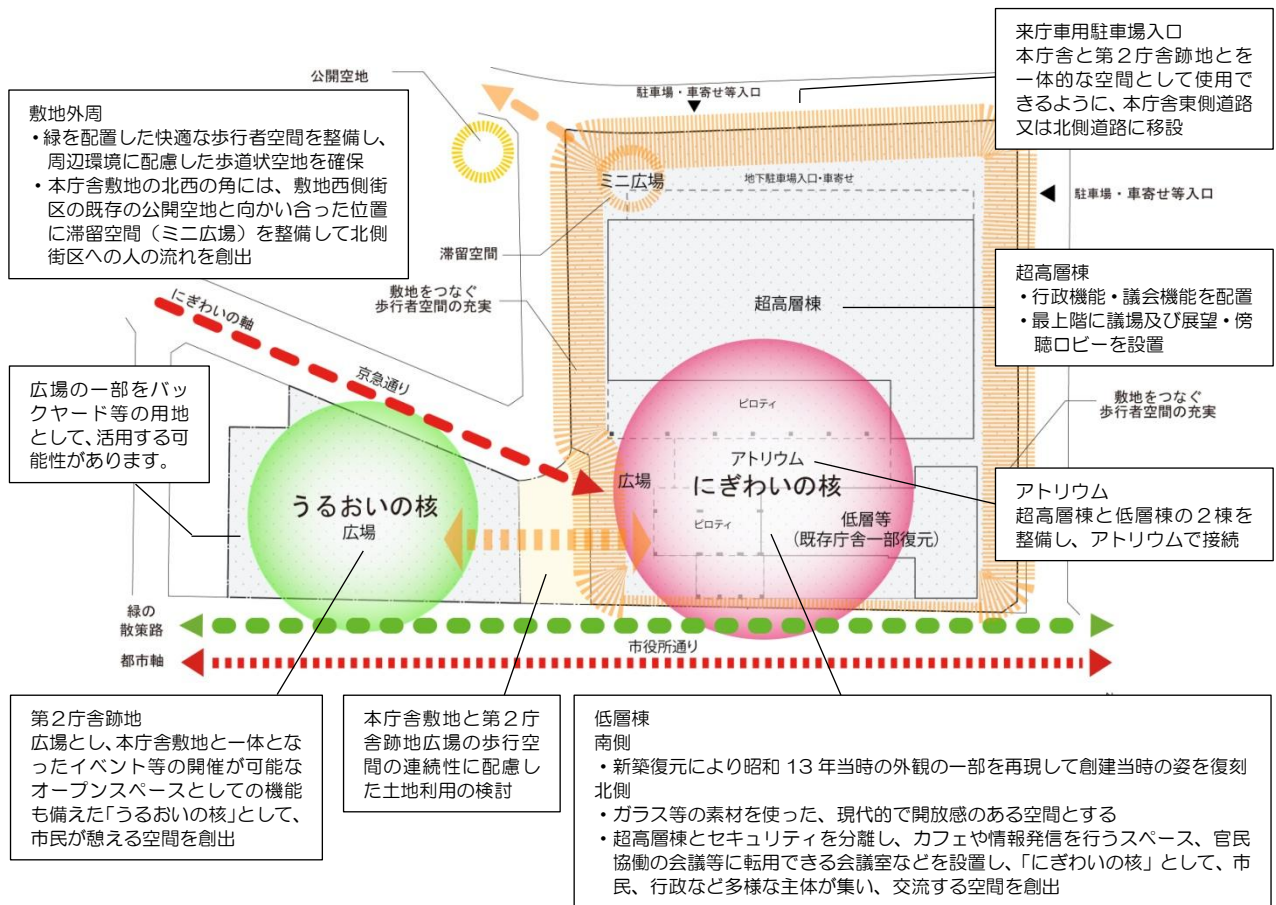 来庁車用駐車場入口
本庁舎と第２庁舎跡地とを
一体的な空間として使用で
きるように、本庁舎東側道路
又は北側道路に移設
公開空地
駐車場・車寄せ等入口
敷地外周
・緑を配置した快適な歩行者空間を整備し、
周辺環境に配慮した歩道状空地を確保
・本庁舎敷地の北西の角には、敷地西側街
区の既存の公開空地と向かい合った位置
に滞留空間（ミニ広場）を整備して北側
街区への人の流れを創出
ミニ広場
地下駐車場入口・車寄せ
駐車場・車寄せ等入口
滞留空間
敷地をつなぐ
歩行者空間の充実
超高層棟
超高層棟
・行政機能・議会機能を配置
・最上階に議場及び展望・傍
聴ロビーを設置
にぎわいの軸
京急通り
広場の一部をバッ
クヤード等の用地
として、活用する可
能性があります。
ピロティ
敷地をつなぐ
歩行者空間の充実
うるおいの核
広場
広場
アトリウム
にぎわいの核
ピロティ
低層等
（既存庁舎一部復元）
アトリウム
超高層棟と低層棟の２棟を
整備し、アトリウムで接続
緑の
散策路
都市軸
市役所通り
第２庁舎跡地
広場とし、本庁舎敷地と一体とな
ったイベント等の開催が可能な
オープンスペースとしての機能
も備えた「うるおいの核」として、
市民が憩える空間を創出
本庁舎敷地と第２庁
舎跡地広場の歩行空
間の連続性に配慮し
た土地利用の検討
低層棟
南側
・新築復元により昭和 13 年当時の外観の一部を再現して創建当時の姿を復刻
北側
・ガラス等の素材を使った、現代的で開放感のある空間とする
・超高層棟とセキュリティを分離し、カフェや情報発信を行うスペース、官民
協働の会議等に転用できる会議室などを設置し、「にぎわいの核」として、市
民、行政など多様な主体が集い、交流する空間を創出